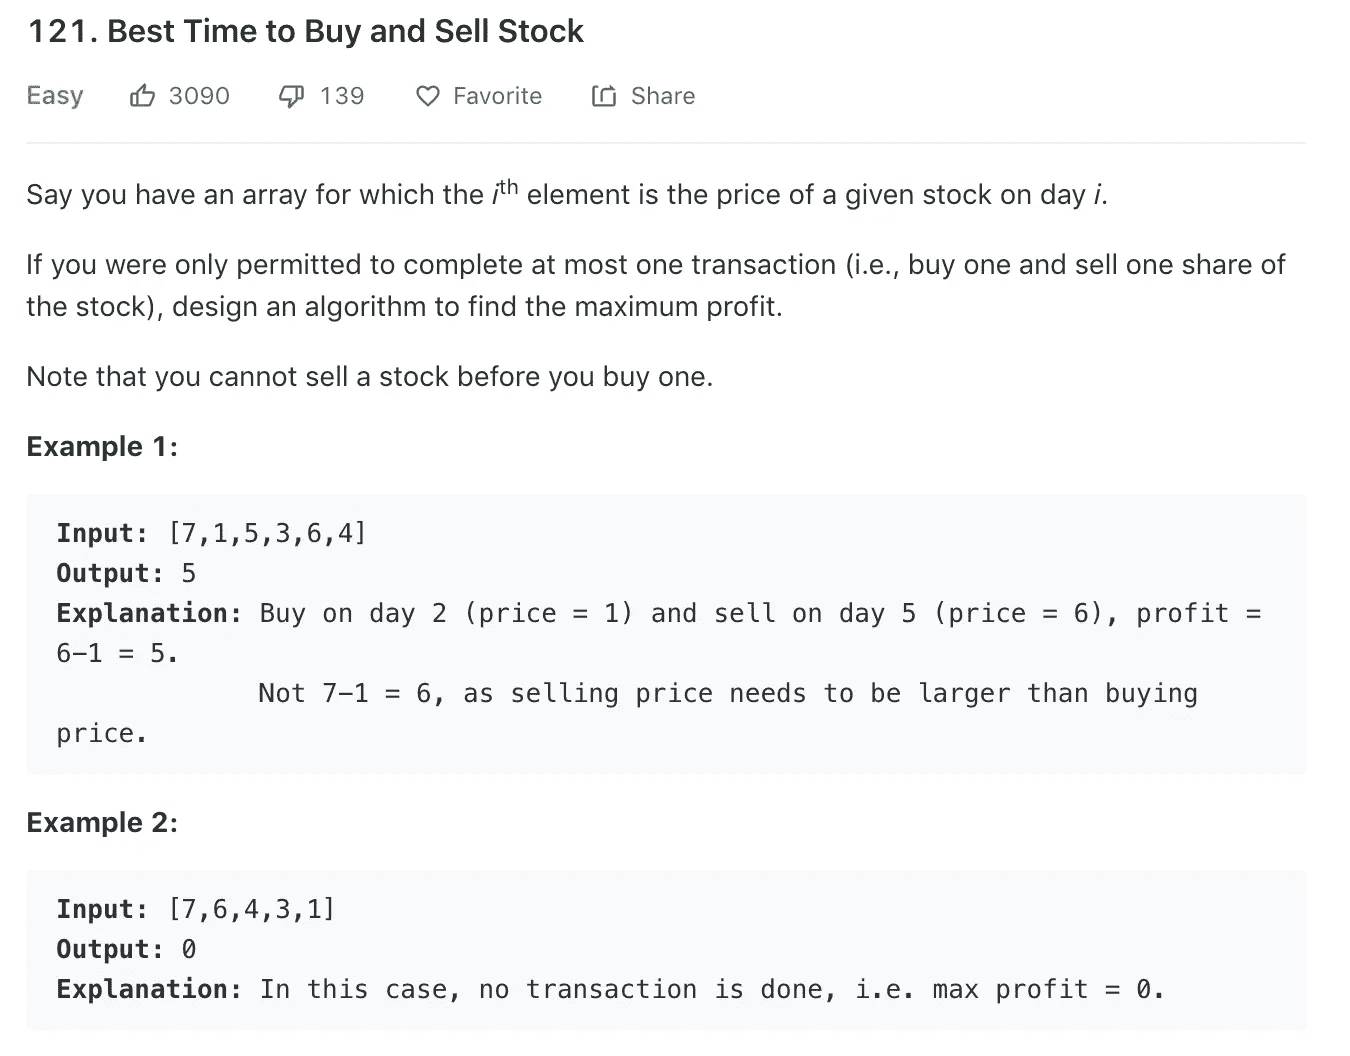 121. Best Time to Buy and Sell Stock
Easy 3090 139 Favorite Share
Say you have an array for which the ith element is the price of a given stock on day i.
If you were only permitted to complete at most one transaction (i.e., buy one and sell one share of
the stock), design an algorithm to find the maximum profit.
Note that you cannot sell a stock before you buy one.
Example 1:
Input: [7,1,5,3,6,4]
Output: 5
Explanation: Buy on day 2 (price = 1) and sell on day 5 (price = 6), profit =
6-1 = 5.
Not 7-1 = 6, as selling price needs to be larger than buying
price.
Example 2:
Input: [7,6,4,3,1]
Output: 0
Explanation: In this case, no transaction is done, i.e. max profit = 0.